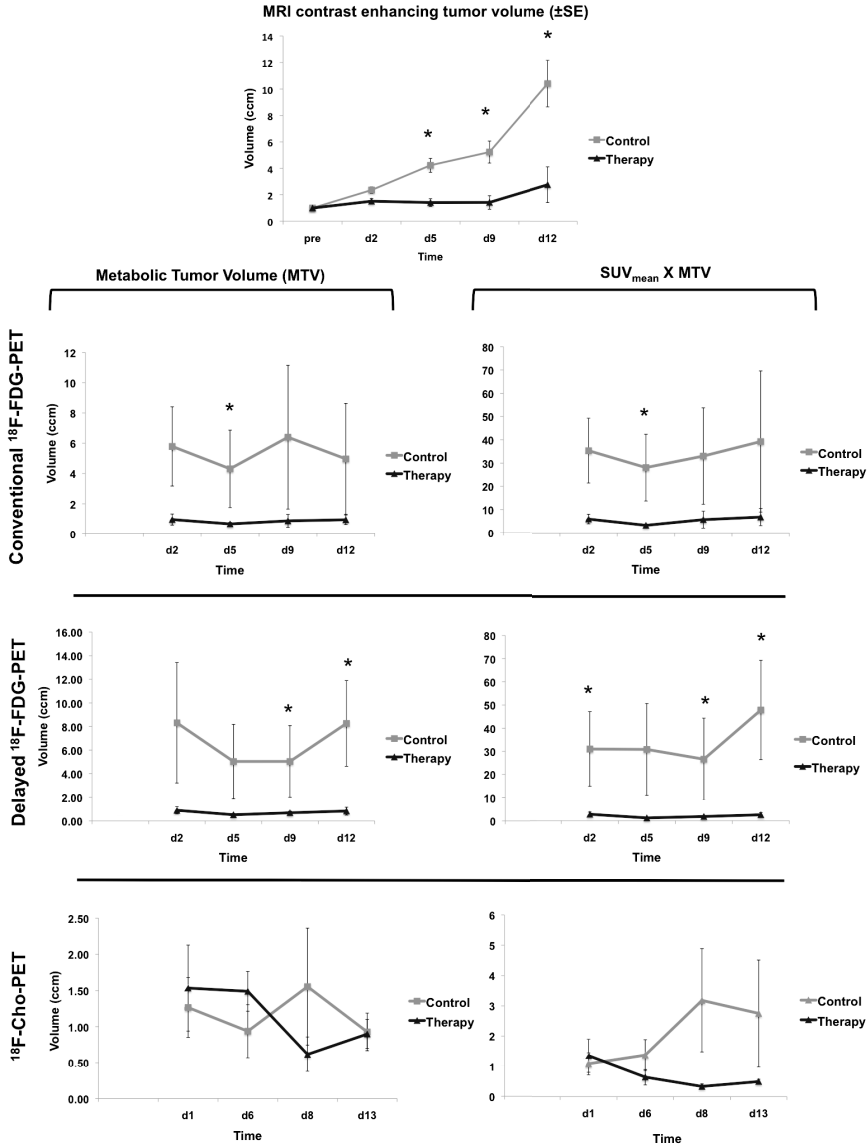 MRI contrast enhancing tumor volume (±SE)
14
12
10
8
6
4
2
0
Volume (ccm)
*
*
*
Control
Therapy
pre
d2
d5
d9
d12
Time
Metabolic Tumor Volume (MTV)
SUVmean X MTV
Conventional 18F-FDG-PET
12
10
8
6
4
2
0
Volume (ccm)
*
Control
Therapy
d2
d5
d9
d12
Time
80
70
60
50
40
30
20
10
0
*
Control
Therapy
d2
d5
d9
d12
Time
Delayed 18F-FDG-PET
16.00
14.00
12.00
10.00
8.00
6.00
4.00
2.00
0.00
Volume (ccm)
*
*
Control
Therapy
d2
d5
d9
d12
Time
80
70
60
50
40
30
20
10
0
*
*
*
Control
Therapy
d2
d5
d9
d12
Time
18F-Cho-PET
2.50
2.00
1.50
1.00
0.50
0.00
Volume (ccm)
Control
Therapy
d1
d6
d8
d13
Time
6
5
4
3
2
1
0
Control
Therapy
d1
d6
d8
d13
Time